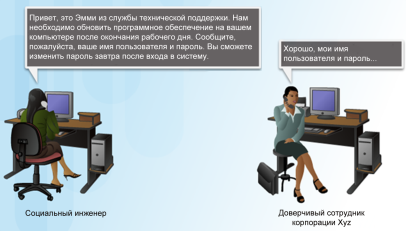 Привет, это Эмми из службы технической поддержки. Нам
необходимо обновить программное обеспечение на вашем
компьютере после окончания рабочего дня. Сообщите,
пожалуйста, ваше имя пользователя и пароль. Вы сможете
изменить пароль завтра после входа в систему.
Хорошо, мои имя
пользователя и пароль...
Социальный инженер
Доверчивый сотрудник
корпорации Xyz